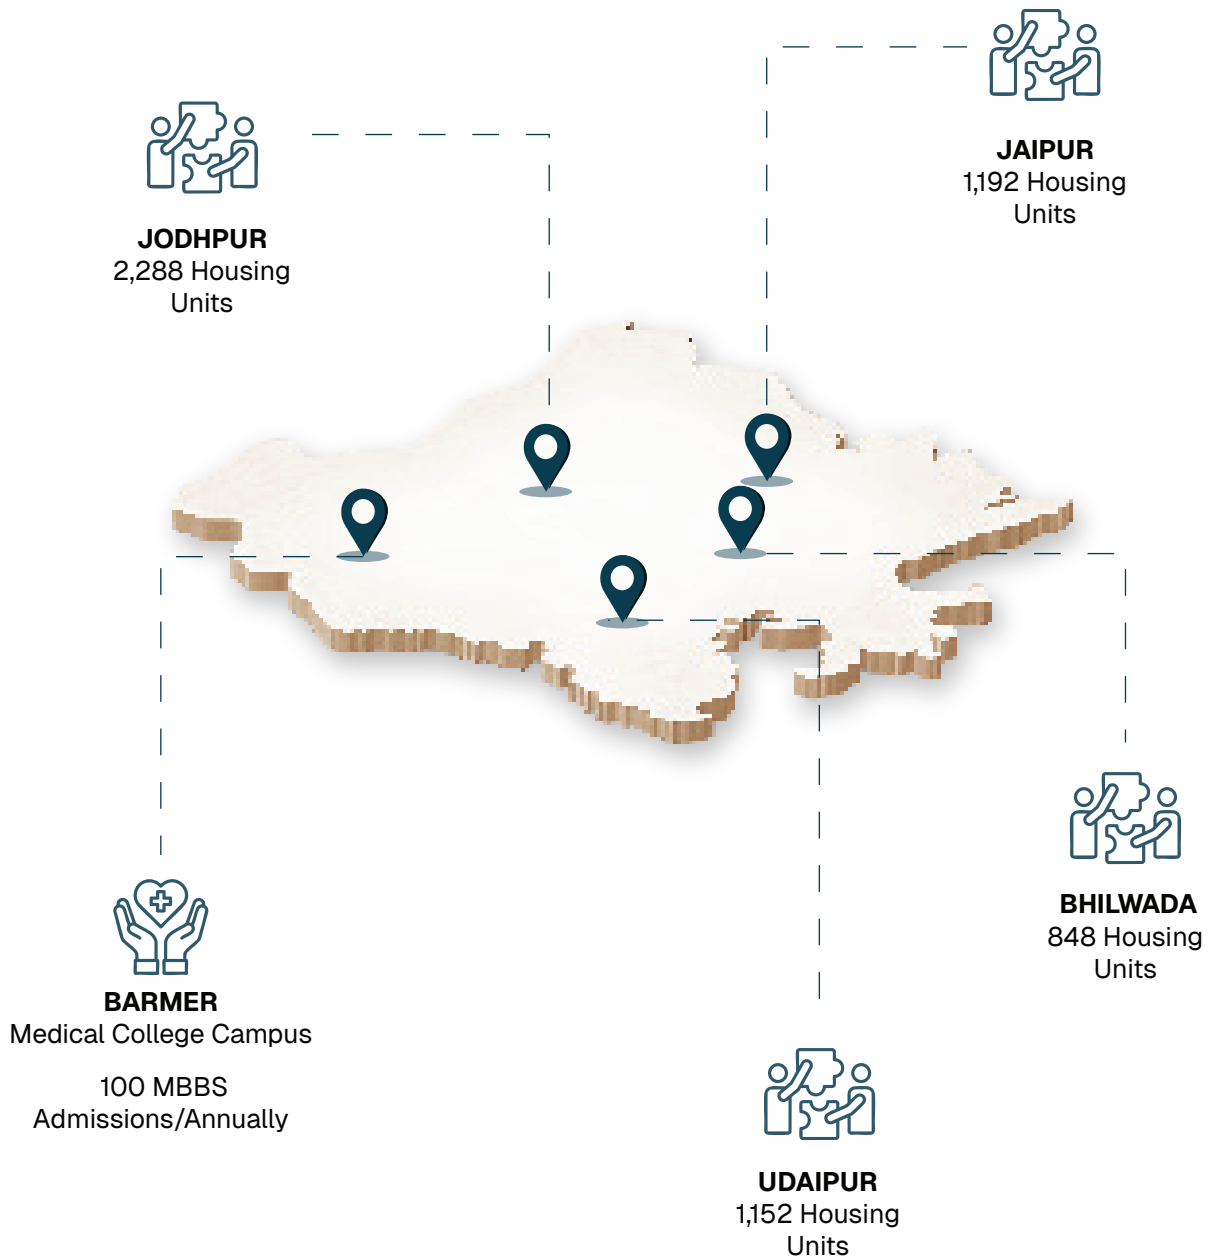 JAIPUR
1,192 Housing
Units
JODHPUR
2,288 Housing
Units
BHILWADA
848 Housing
Units
BARMER
Medical College Campus
100 MBBS
Admissions/Annually
UDAIPUR
1,152 Housing
Units